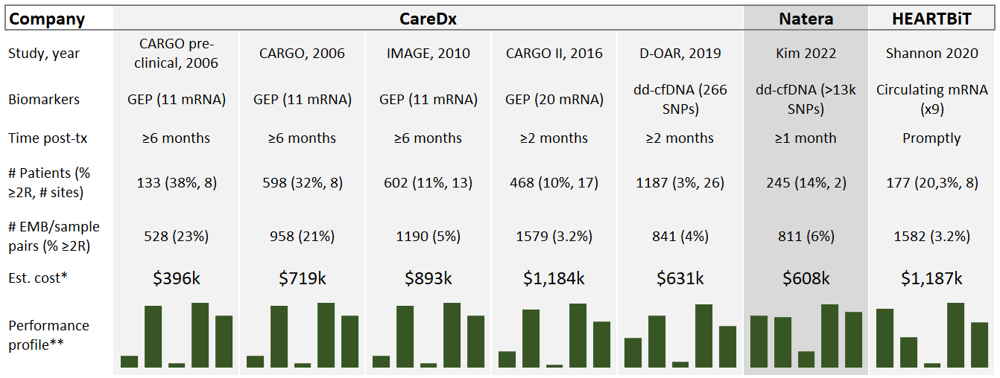 Company CareDx Natera HEARTBiT
Study, year CARGO pre-clinical, 2006 CARGO, 2006 IMAGE, 2010 CARGO II, 2016 D-OAR, 2019 Kim 2022 Shannon 2020
Biomarkers GEP (11 mRNA) GEP (11 mRNA) GEP (11 mRNA) GEP (20 mRNA) dd-cfDNA (266 SNPs) dd-cfDNA (>13k SNPs) Circulating mRNA (x9)
Time post-tx ≥6 months ≥6 months ≥6 months ≥2 months ≥2 months ≥1 month Promptly
# Patients (% ≥2R, # sites) 133 (38%, 8) 598 (32%, 8) 602 (11%, 13) 468 (10%, 17) 1187 (3%, 26) 245 (14%, 2) 177 (20,3%, 8)
# EMB/sample pairs (% ≥2R) 528 (23%) 958 (21%) 1190 (5%) 1579 (3.2%) 841 (4%) 811 (6%) 1582 (3.2%)
Est. cost* $396k $719k $893k $1,184k $631k $608k $1,187k
Performance profile**